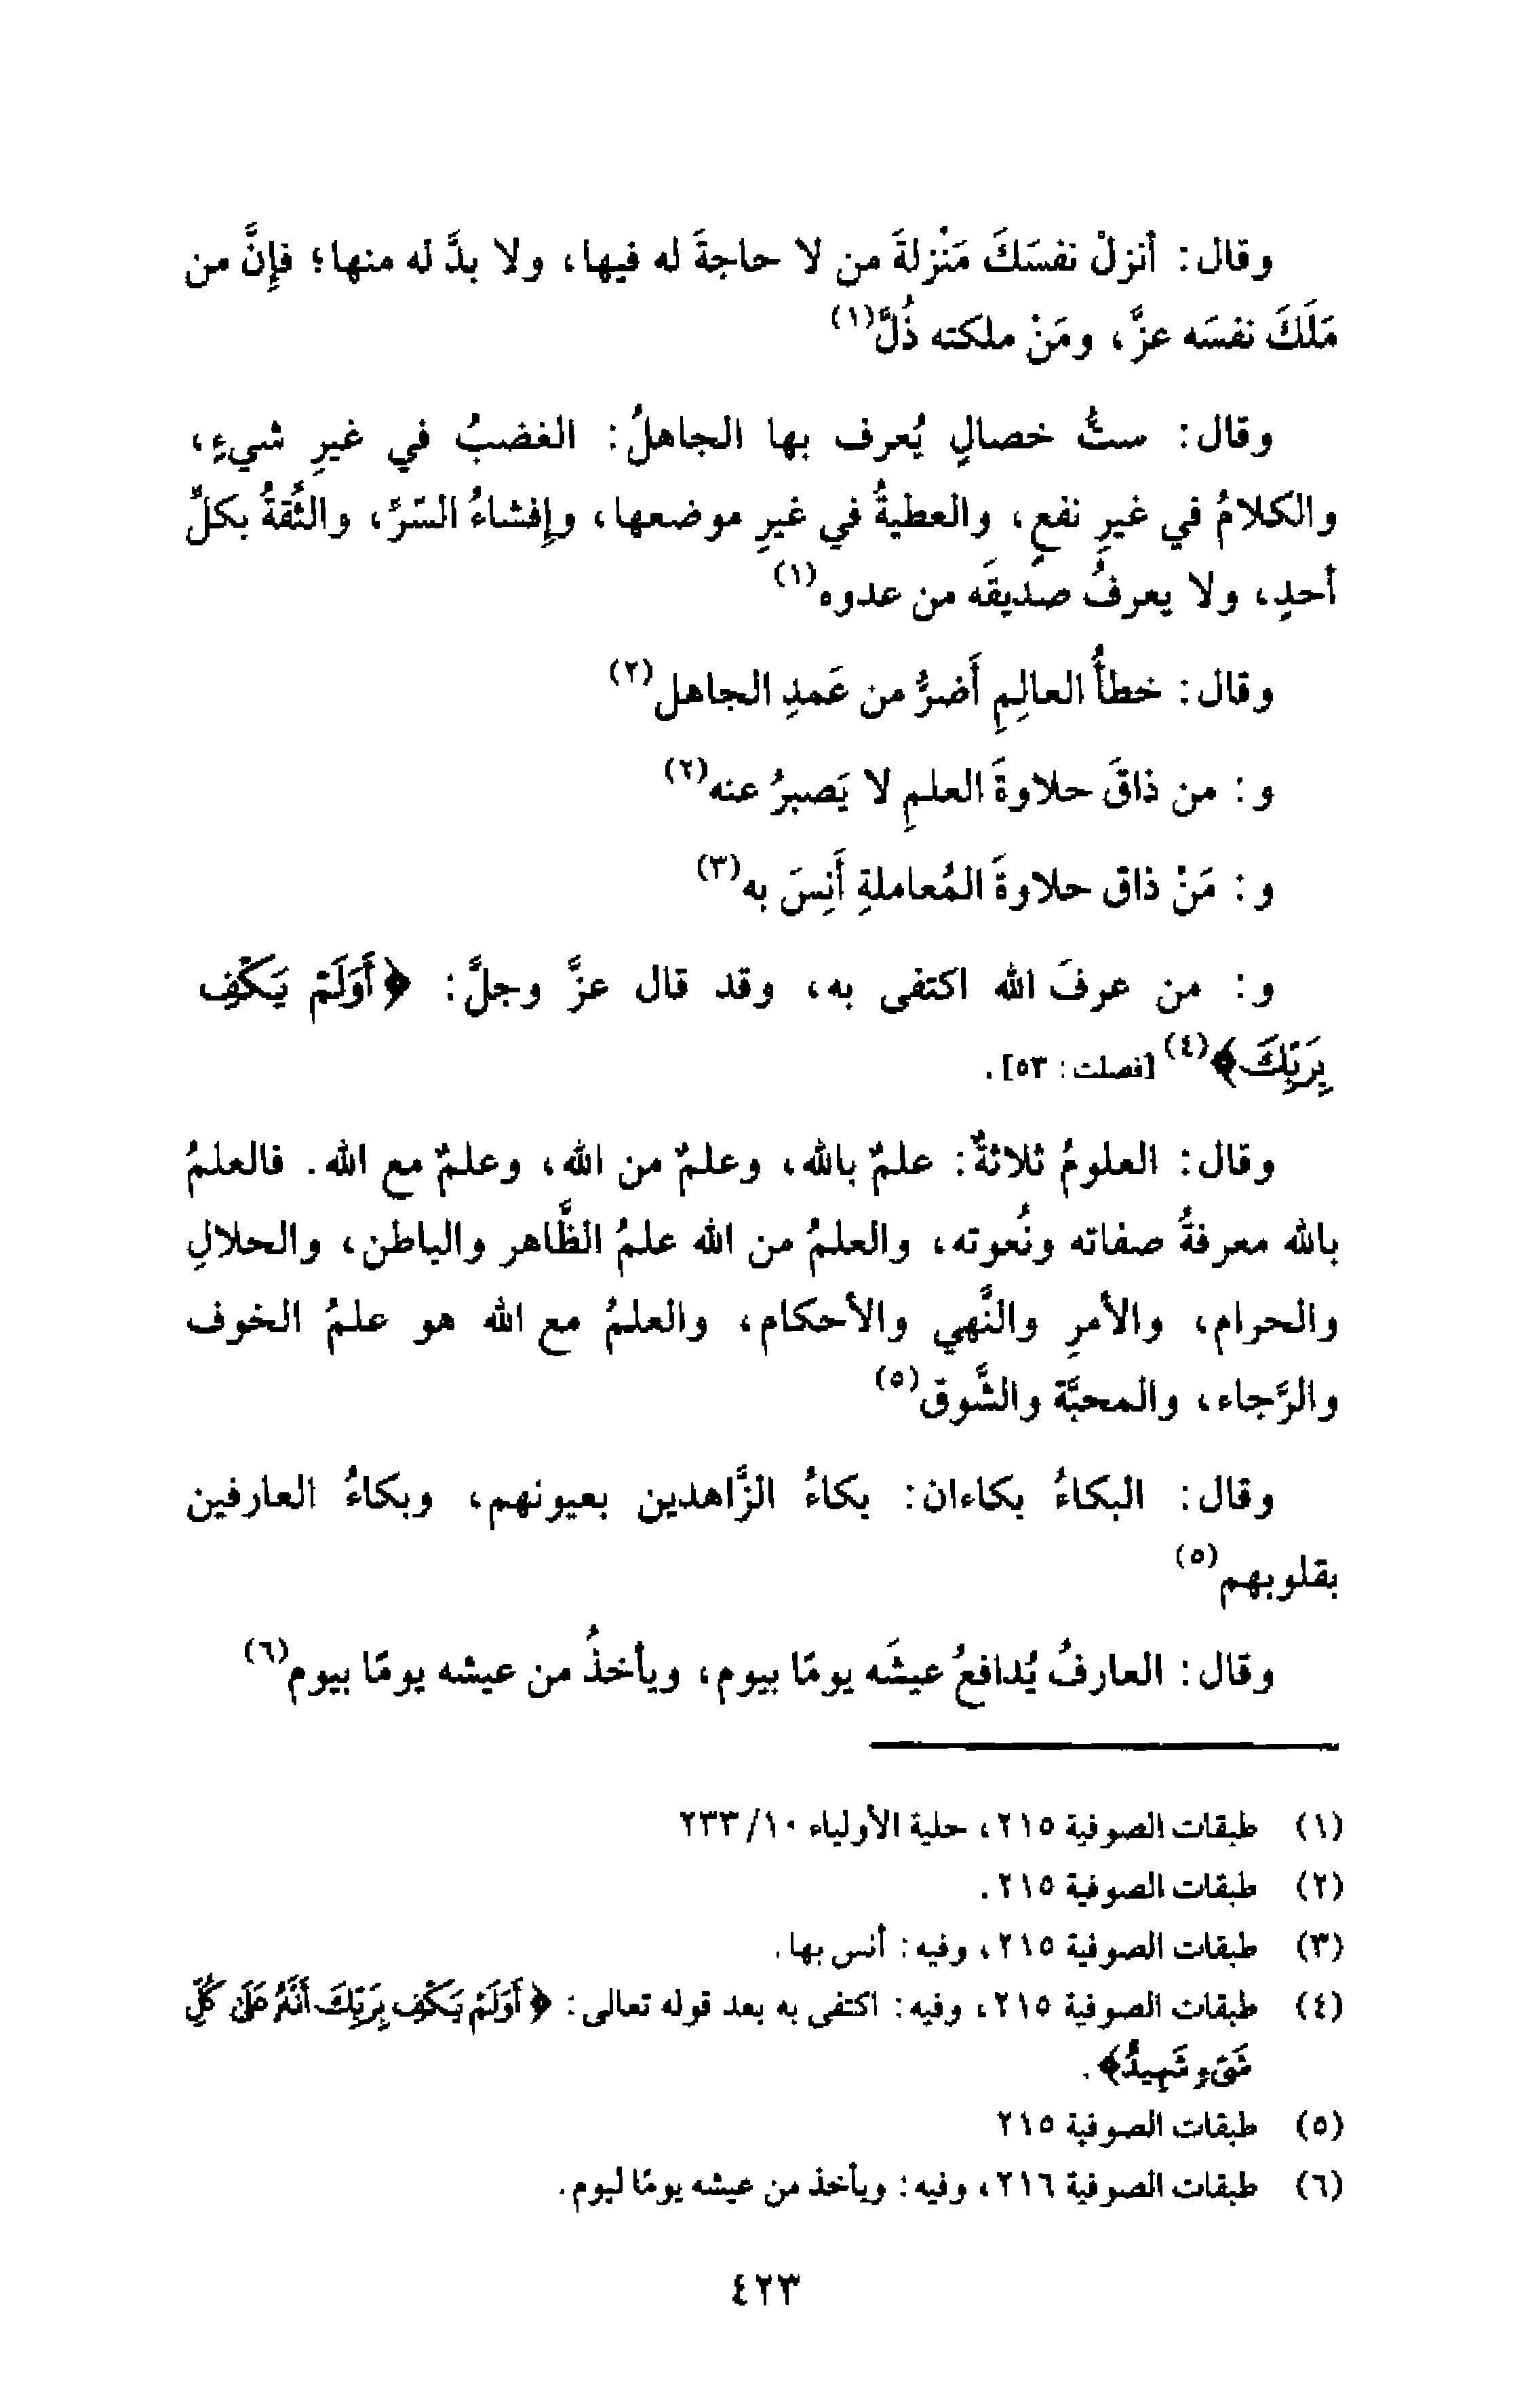 وقال: أنزلْ نفسَكَ مَنْزلةَ من لا حاجةَ له فيها، ولا بدَّ له منها؛ فإنَّ من
مَلَكَ نفسَه عزَّ، ومَنْ ملكته ذُلَّ(١)
وقال: ستُّ خصالٍ يُعرف بها الجاهلُ: الغضبُ في غيرِ شيءٍ،
والكلامُ في غيرِ نفعٍ، والعطيةُ في غيرِ موضعها، وإفشاءُ السّرِّ، والثِّقةُ بكلِّ
أحدٍ، ولا يعرفُ صَديقَه من عدوه(١)
وقال: خطأُ العالِمِ أَضرُّ من عَمدِ الجاهل(٢)
و: من ذاقَ حلاوةَ العلمِ لا يَصبرُ عنه(٢)
و: مَنْ ذاق حلاوةَ المُعاملةِ أَنِسَ به(٣)
و: من عرفَ الله اكتفى به، وقد قال عزَّ وجلَّ: ﴿أَوَلَمْ يَكْفِ
بِرَبِّكَ﴾(٤) [فصلت: ٥٣].
وقال: العلومُ ثلاثةٌ: علمٌ بالله، وعلمٌ من الله، وعلمٌ مع الله. فالعلمُ
بالله معرفةُ صفاته ونُعوته، والعلمُ من الله علمُ الظَّاهر والباطن، والحلالِ
والحرام، والأمرِ والنَّهي والأحكام، والعلمُ مع الله هو علمُ الخوف
والرَّجاء، والمحبَّة والشَّوق(٥)
وقال: البكاءُ بكاءان: بكاءُ الزَّاهدين بعيونهم، وبكاءُ العارفين
بقلوبهم(٥)
وقال: العارفُ يُدافعُ عيشَه يومًا بيوم، ويأخذُ من عيشه يومًا بيوم(٦)
(١) طبقات الصوفية ٢١٥، حلية الأولياء ١٠/ ٢٣٣
(٢) طبقات الصوفية ٢١٥.
(٣) طبقات الصوفية ٢١٥، وفيه: أنس بها.
(٤) طبقات الصوفية ٢١٥، وفيه: اكتفى به بعد قوله تعالى: ﴿أَوَلَمْ يَكْفِ بِرَبِّكَ أَنَّهُ عَلَىٰ كُلِّ
شَىْءٍ شَهِيدٌ﴾.
(٥) طبقات الصوفية ٢١٥
(٦) طبقات الصوفية ٢١٦، وفيه: ويأخذ من عيشه يومًا ليوم.
٤٢٣